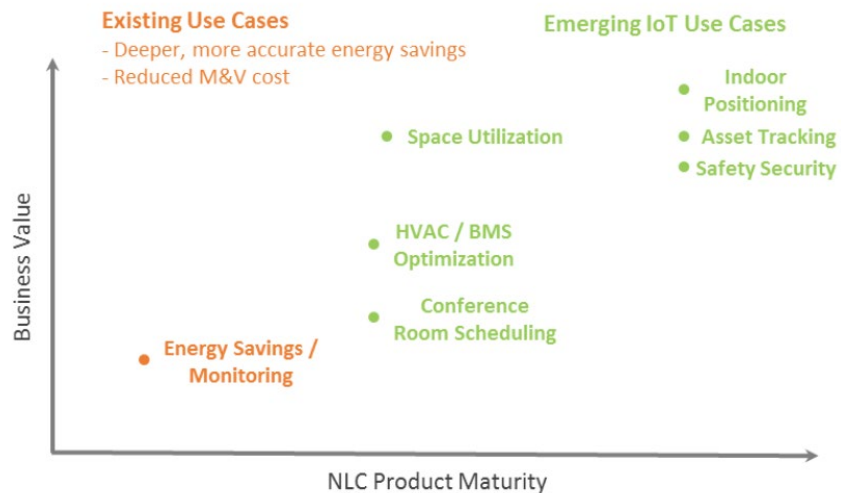 Existing Use Cases
- Deeper, more accurate energy savings
- Reduced M&V cost
Emerging IoT Use Cases
Indoor
Positioning
Space Utilization
Asset Tracking
Safety Security
HVAC / BMS
Optimization
Conference
Room Scheduling
Energy Savings /
Monitoring
Business Value
NLC Product Maturity